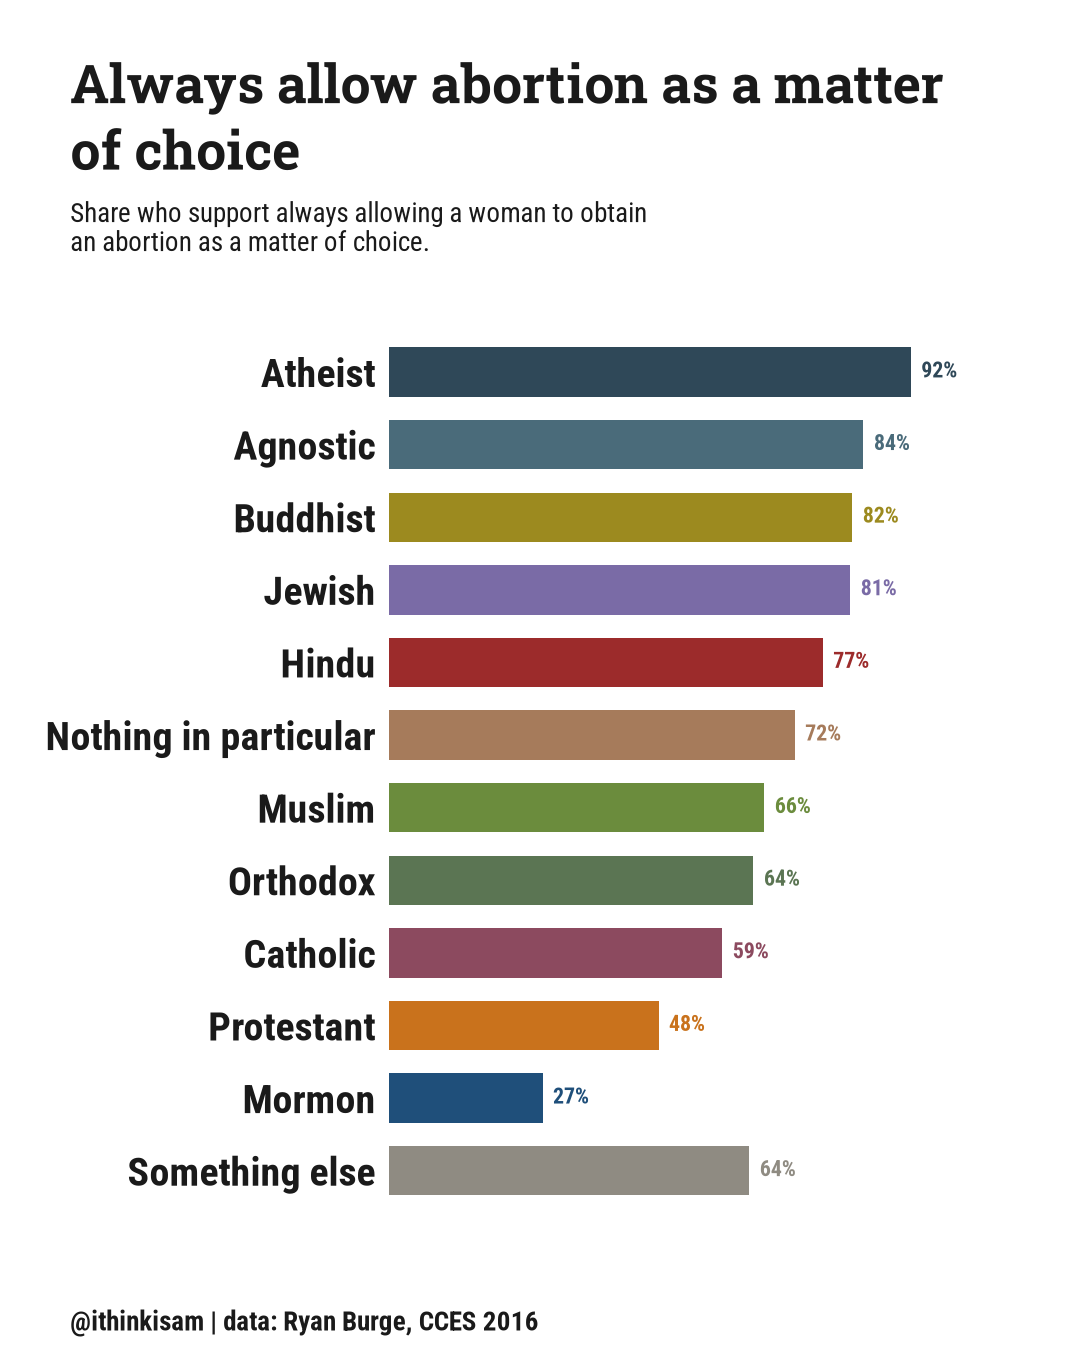 Always allow abortion as a matter
of choice
Share who support always allowing a woman to obtain
an abortion as a matter of choice.
Atheist 92%
Agnostic 84%
Buddhist 82%
Jewish 81%
Hindu 77%
Nothing in particular 72%
Muslim 66%
Orthodox 64%
Catholic 59%
Protestant 48%
Mormon 27%
Something else 64%
@ithinkisam | data: Ryan Burge, CCES 2016